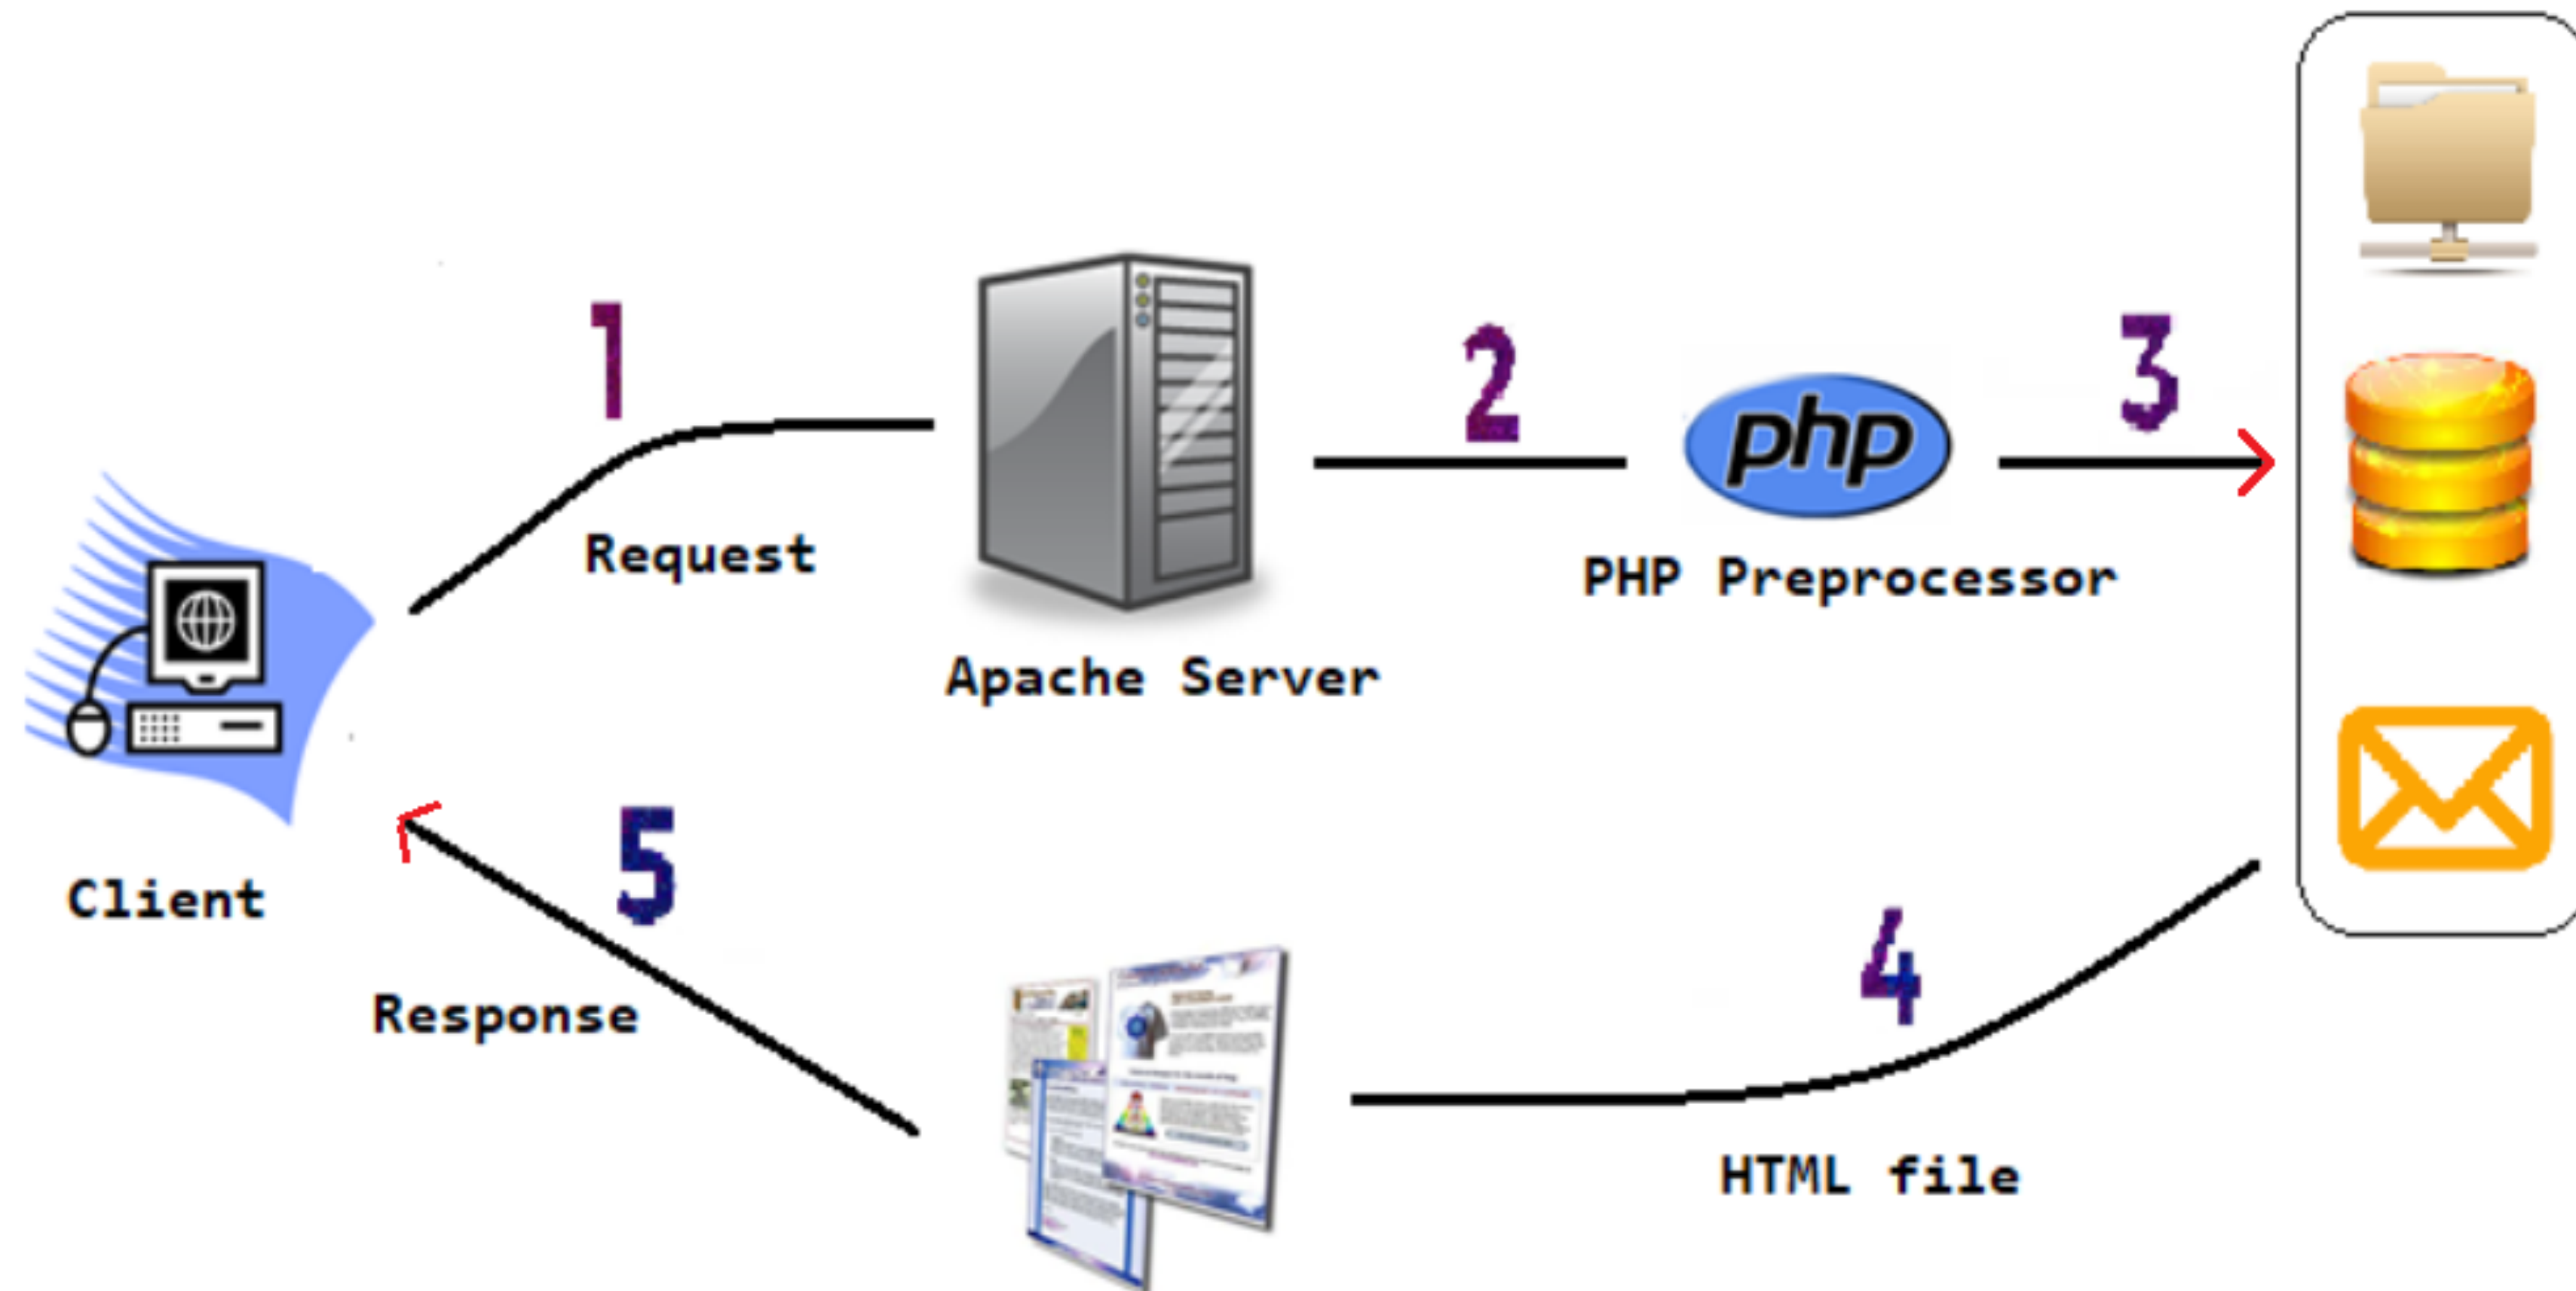 1
2
3
php
Request
PHP Preprocessor
Apache Server
5
Client
4
Response
HTML file